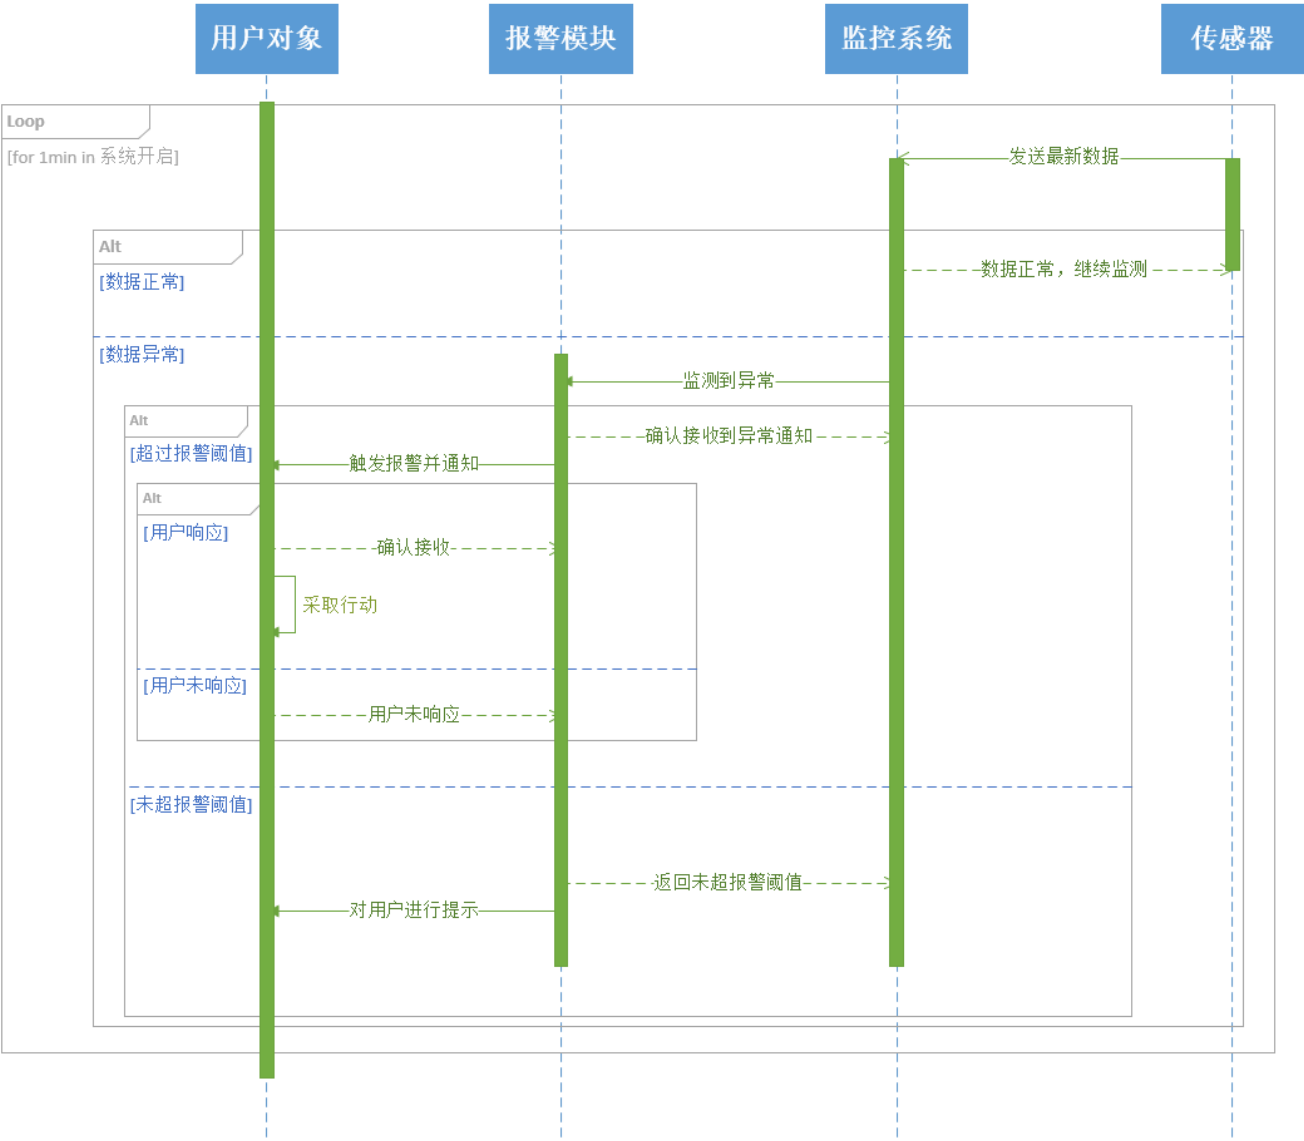 用户对象
报警模块
监控系统
传感器
Loop
[for 1min in 系统开启]
发送最新数据
Alt
[数据正常]
数据正常，继续监测
[数据异常]
监测到异常
Alt
确认接收到异常通知
[超过报警阈值]
触发报警并通知
Alt
[用户响应]
确认接收
采取行动
[用户未响应]
用户未响应
[未超报警阈值]
返回未超报警阈值
对用户进行提示